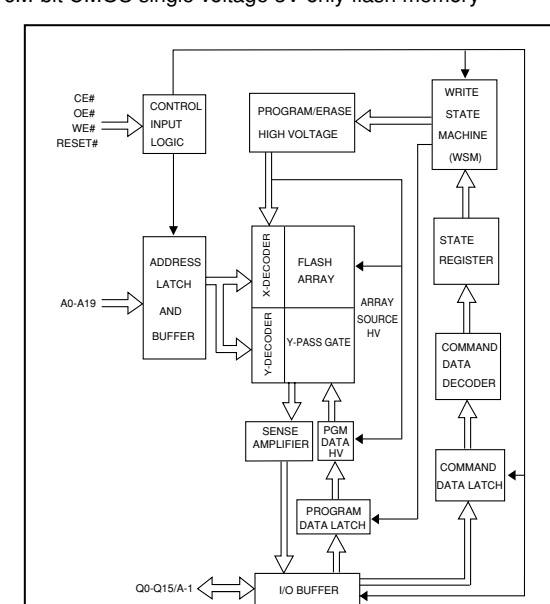 M-bit CMOS single voltage 3V only flash memory
WRITE
STATE
MACHINE
(WSM)
CE#
OE#
WE#
RESET#
CONTROL
INPUT
LOGIC
PROGRAM/ERASE
HIGH VOLTAGE
STATE
REGISTER
ADDRESS
LATCH
AND
BUFFER
A0-A19
X-DECODER
FLASH
ARRAY
ARRAY
SOURCE
HV
Y-DECODER
Y-PASS GATE
COMMAND
DATA
DECODER
SENSE
AMPLIFIER
PGM
DATA
HV
COMMAND
DATA LATCH
PROGRAM
DATA LATCH
Q0-Q15/A-1
I/O BUFFER